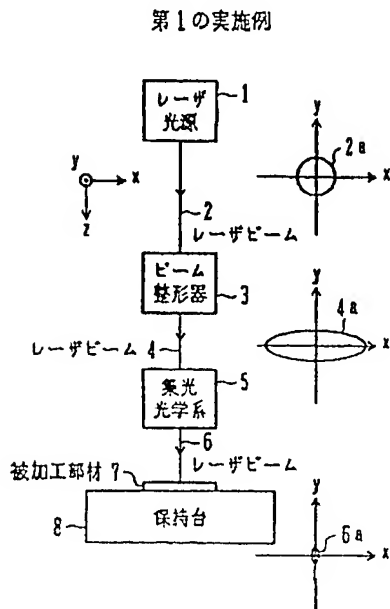 第1の実施例
レーザ
光源
1
y
x
z
y
2a
x
2
レーザビーム
ビーム
整形器
3
y
4a
x
レーザビーム 4
集光
光学系
5
6
レーザビーム
被加工部材 7
保持台
8
y
6a
x